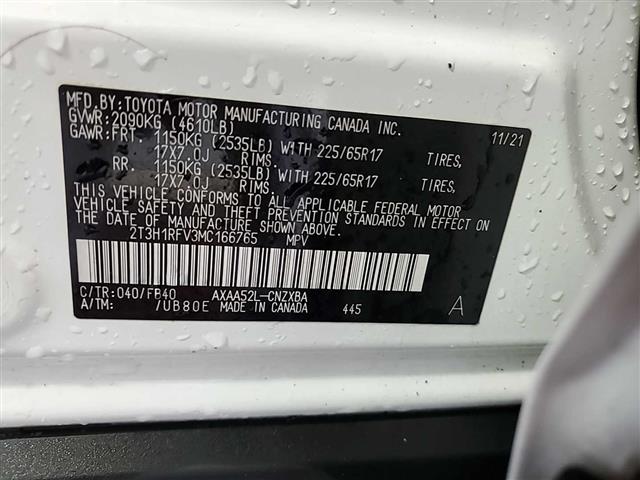 MFD.BY:TOYOTA MOTOR MANUFACTURING CANADA INC.
GVWR:2090KG (4610LB) 11/21
GAWR:FRT. 1150KG (2535LB) WITH 225/65R17 TIRES,
17X7.0J RIMS.
RR. 1150KG (2535LB) WITH 225/65R17 TIRES,
17X7.0J RIMS.
THIS VEHICLE CONFORMS TO ALL APPLICABLE FEDERAL MOTOR
VEHICLE SAFETY AND THEFT PREVENTION STANDARDS IN EFFECT ON
THE DATE OF MANUFACTURE SHOWN ABOVE.
2T3H1RFV3MC166765 MPV
C/TR:040/FB40 AXAA52L-CNZXBA
A/TM: /UB80E MADE IN CANADA 445 A